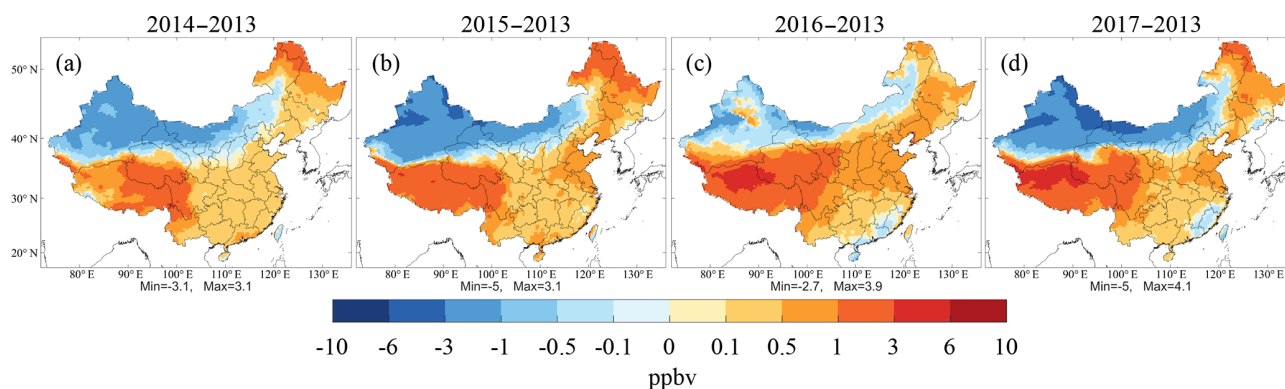 2014–2013 2015–2013 2016–2013 2017–2013
(a) (b) (c) (d)
50° N
40° N
30° N
20° N
80° E 90° E 100° E 110° E 120° E 130° E 80° E 90° E 100° E 110° E 120° E 130° E 80° E 90° E 100° E 110° E 120° E 130° E 80° E 90° E 100° E 110° E 120° E 130° E
Min=-3.1, Max=3.1 Min=-5, Max=3.1 Min=-2.7, Max=3.9 Min=-5, Max=4.1
-10 -6 -3 -1 -0.5 -0.1 0 0.1 0.5 1 3 6 10
ppbv